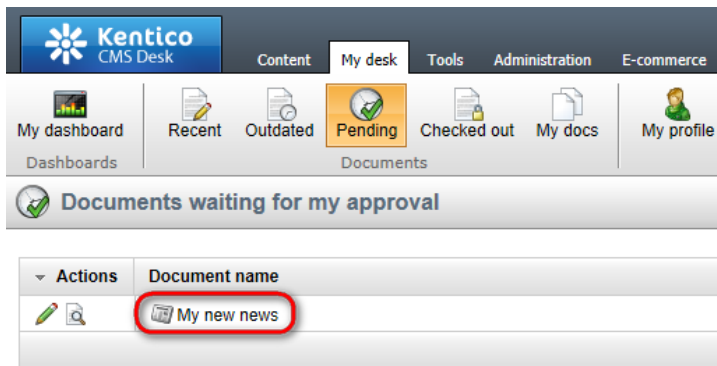 Kentico
CMS Desk
Content My desk Tools Administration E-commerce
My dashboard Recent Outdated Pending Checked out My docs My profile
Dashboards Documents
Documents waiting for my approval
Actions Document name
My new news